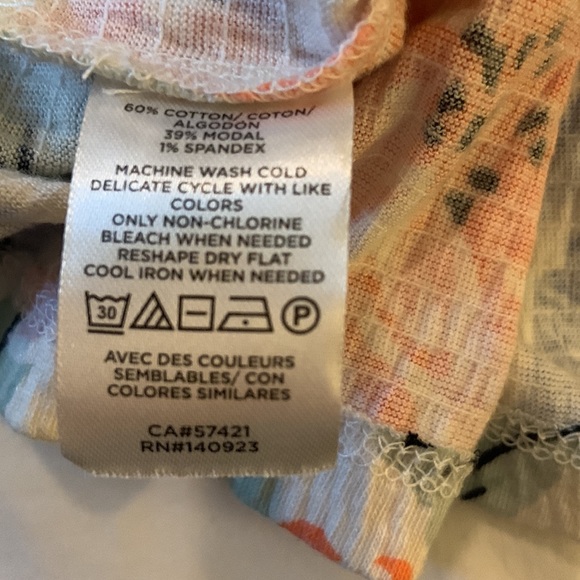 60% COTTON/ COTON/
ALGODÓN
39% MODAL
1% SPANDEX
MACHINE WASH COLD
DELICATE CYCLE WITH LIKE
COLORS
ONLY NON-CHLORINE
BLEACH WHEN NEEDED
RESHAPE DRY FLAT
COOL IRON WHEN NEEDED
30 P
AVEC DES COULEURS
SEMBLABLES/ CON
COLORES SIMILARES
CA#57421
RN#140923